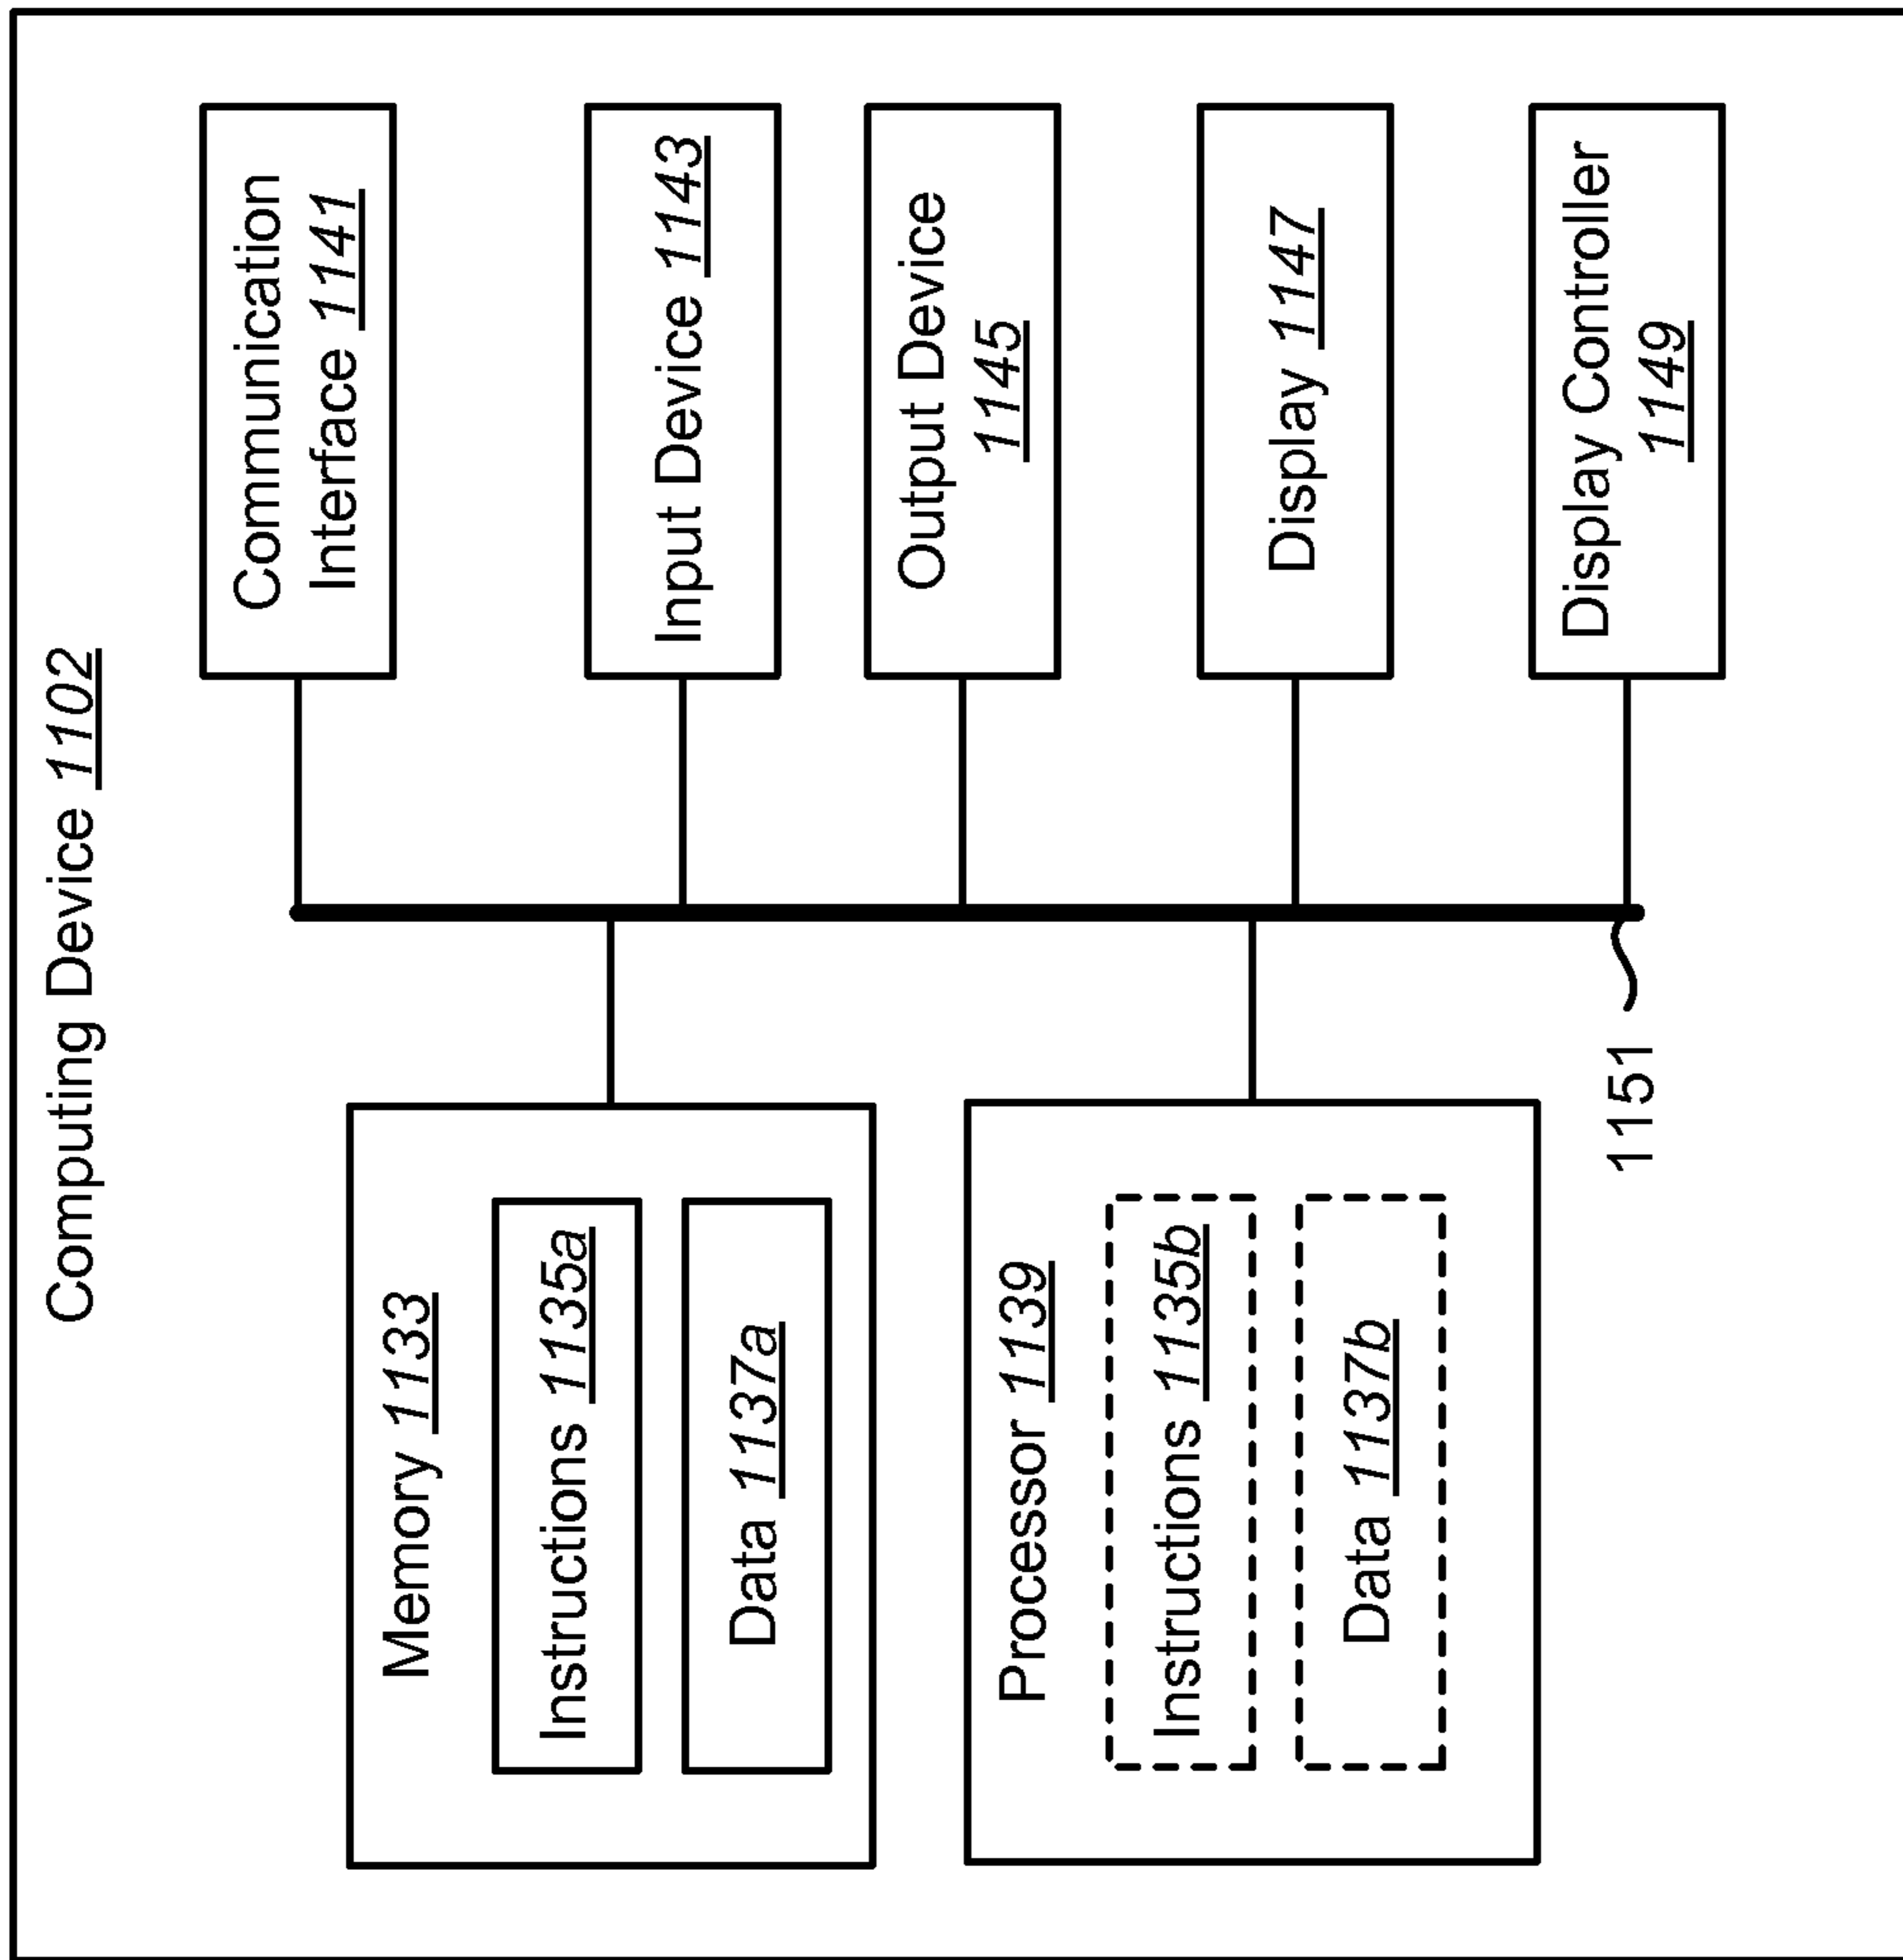 Computing Device 1102
Memory 1133
Instructions 1135a
Data 1137a
Processor 1139
Instructions 1135b
Data 1137b
Communication
Interface 1141
Input Device 1143
Output Device
1145
Display 1147
Display Controller
1149
1151